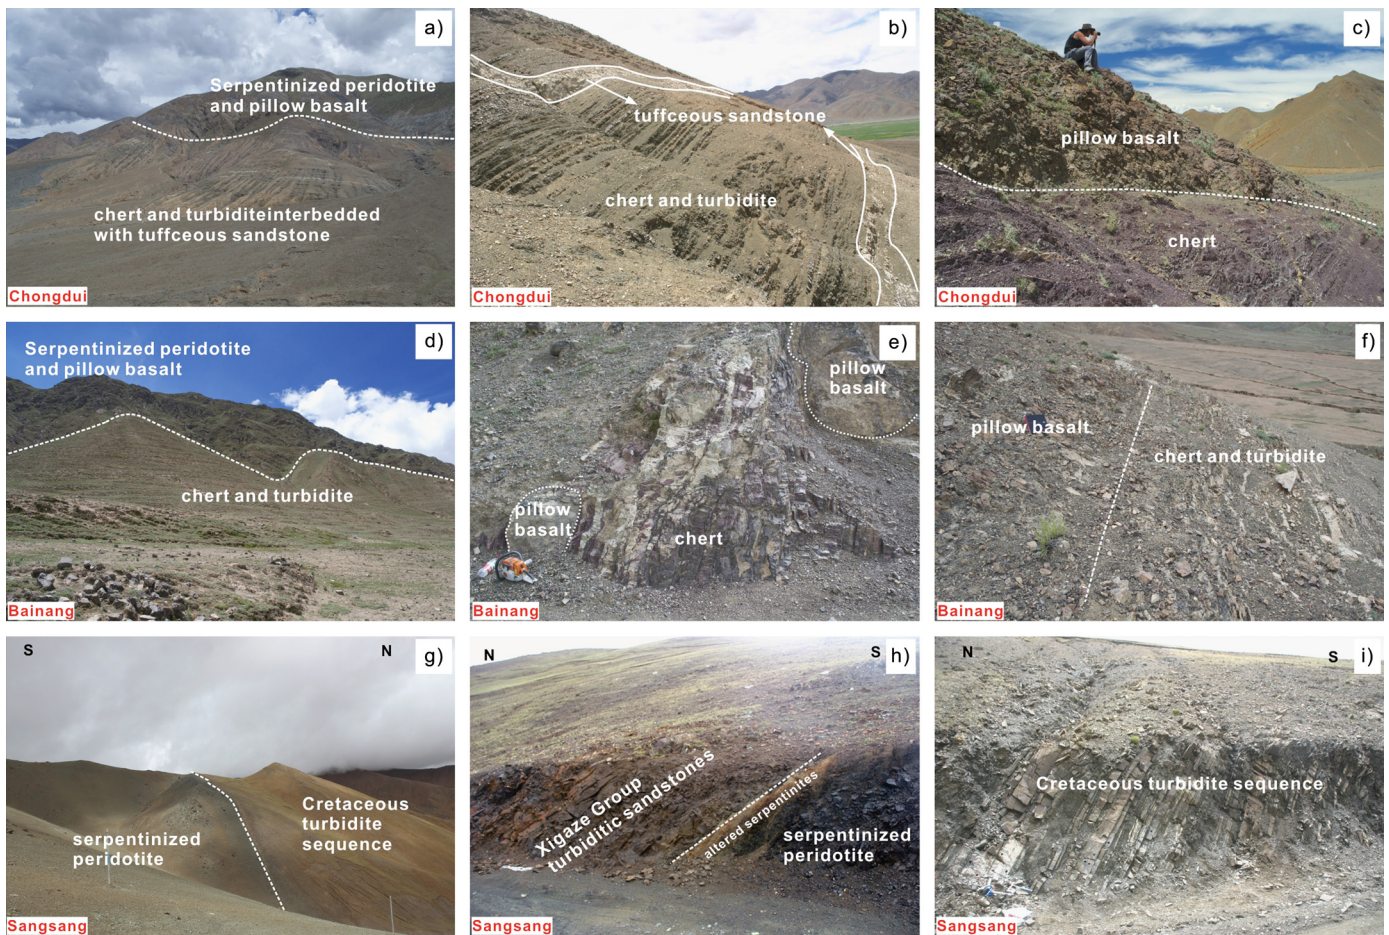 a)
Serpentinized peridotite
and pillow basalt
chert and turbiditeinterbedded
with tuffceous sandstone
Chongdui
b)
tuffceous sandstone
chert and turbidite
Chongdui
c)
pillow basalt
chert
Chongdui
d)
Serpentinized peridotite
and pillow basalt
chert and turbidite
Bainang
e)
pillow
basalt
pillow
basalt
chert
Bainang
f)
pillow basalt
chert and turbidite
Bainang
S
N
g)
Cretaceous
turbidite
sequence
serpentinized
peridotite
Sangsang
N
S
h)
Xigaze Group
turbiditic sandstones
altered serpentinites
serpentinized
peridotite
Sangsang
N
S
i)
Cretaceous turbidite sequence
Sangsang